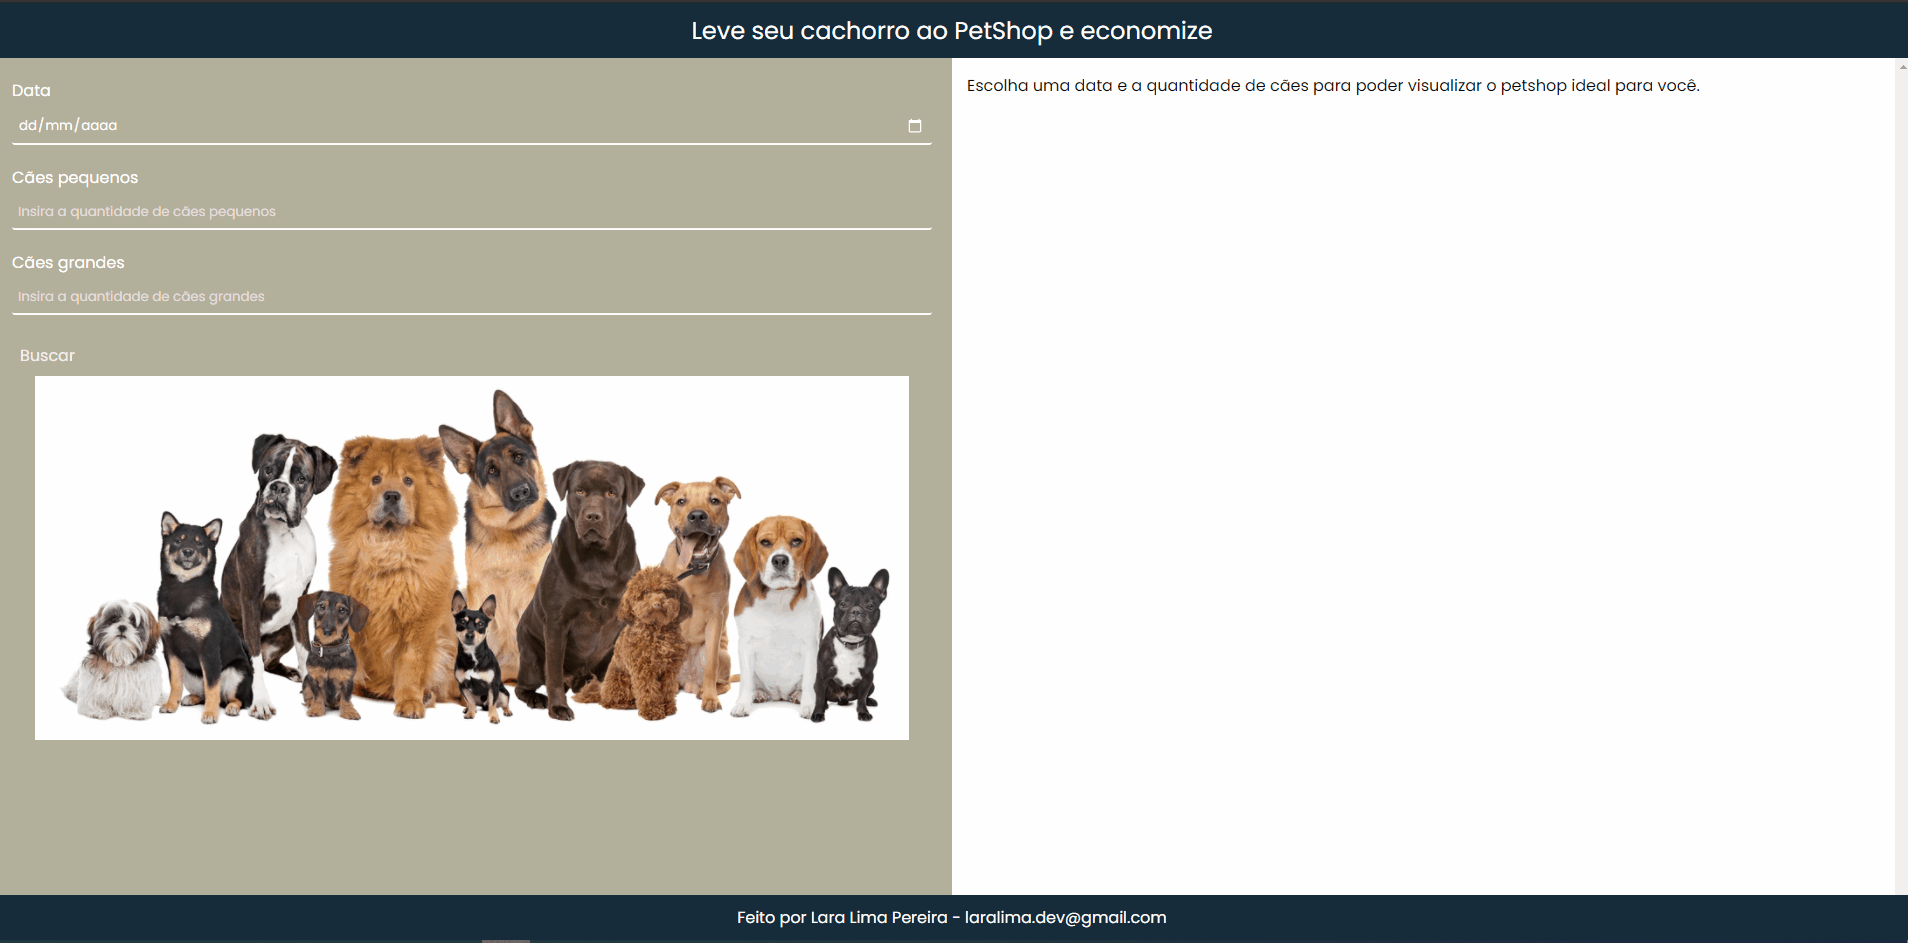 Leve seu cachorro ao PetShop e economize
Data
dd/mm/aaaa
Cães pequenos
Insira a quantidade de cães pequenos
Cães grandes
Insira a quantidade de cães grandes
Buscar
Escolha uma data e a quantidade de cães para poder visualizar o petshop ideal para você.
Feito por Lara Lima Pereira - laralima.dev@gmail.com